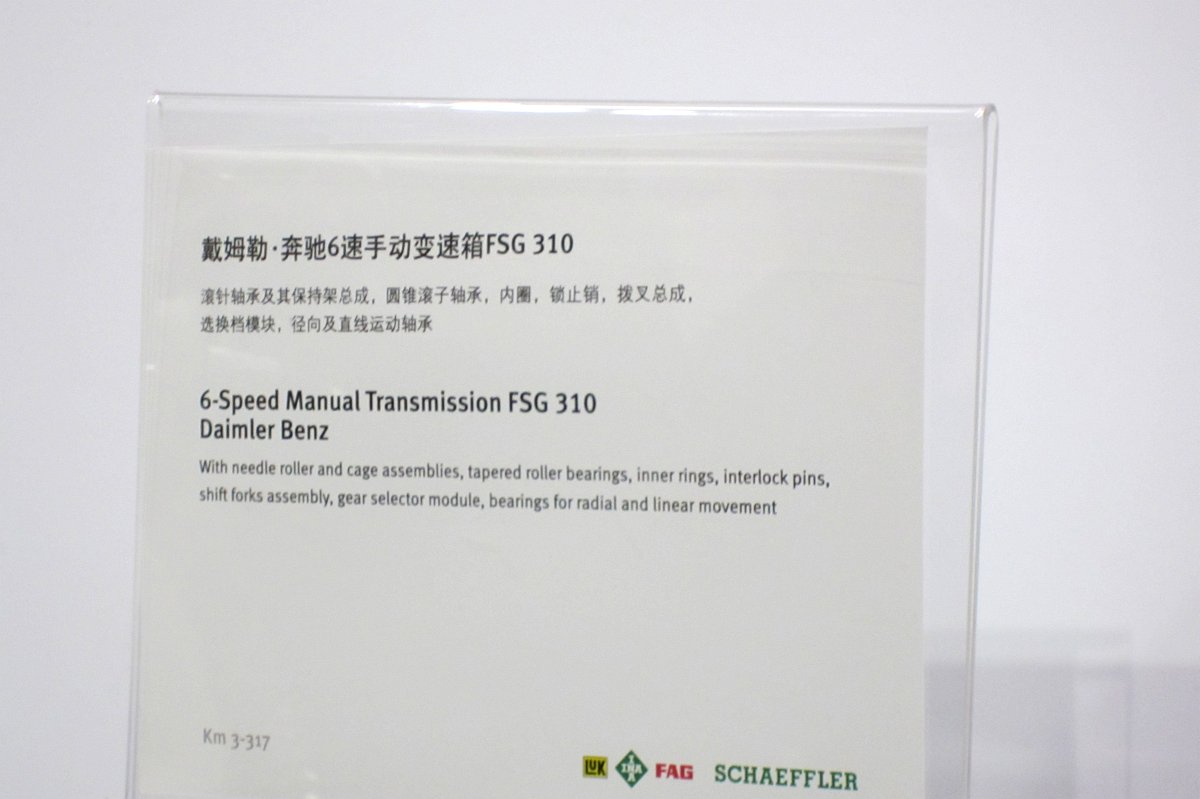 戴姆勒·奔驰6速手动变速箱FSG 310
滚针轴承及其保持架总成，圆锥滚子轴承，内圈，锁止销，拨叉总成，
选换档模块，径向及直线运动轴承
6-Speed Manual Transmission FSG 310
Daimler Benz
With needle roller and cage assemblies, tapered roller bearings, inner rings, interlock pins,
shift forks assembly, gear selector module, bearings for radial and linear movement
Km 3-317
LuK INA FAG SCHAEFFLER